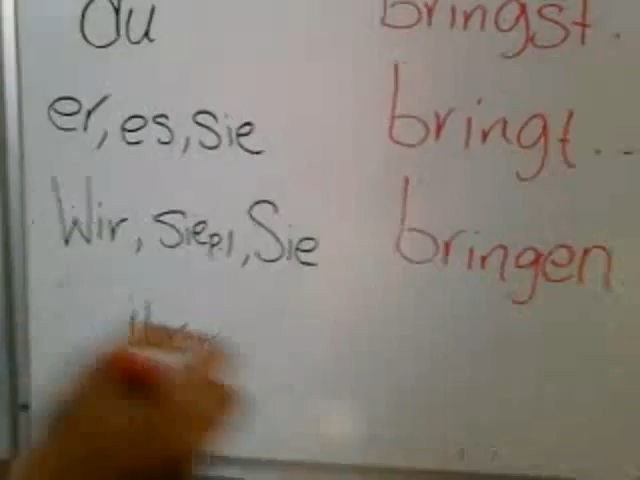 du bringst.
er, es, sie bringt...
Wir, Sie pl, Sie bringen